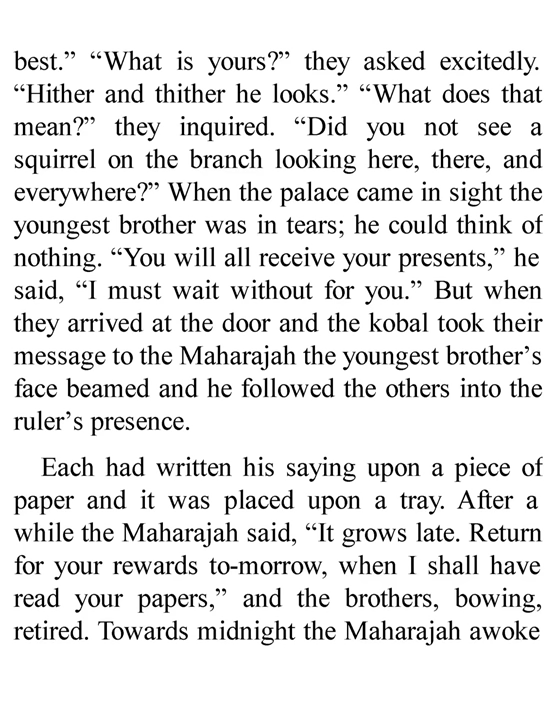 best.” “What is yours?” they asked excitedly.
“Hither and thither he looks.” “What does that
mean?” they inquired. “Did you not see a
squirrel on the branch looking here, there, and
everywhere?” When the palace came in sight the
youngest brother was in tears; he could think of
nothing. “You will all receive your presents,” he
said, “I must wait without for you.” But when
they arrived at the door and the kobal took their
message to the Maharajah the youngest brother’s
face beamed and he followed the others into the
ruler’s presence.
Each had written his saying upon a piece of
paper and it was placed upon a tray. After a
while the Maharajah said, “It grows late. Return
for your rewards to-morrow, when I shall have
read your papers,” and the brothers, bowing,
retired. Towards midnight the Maharajah awoke